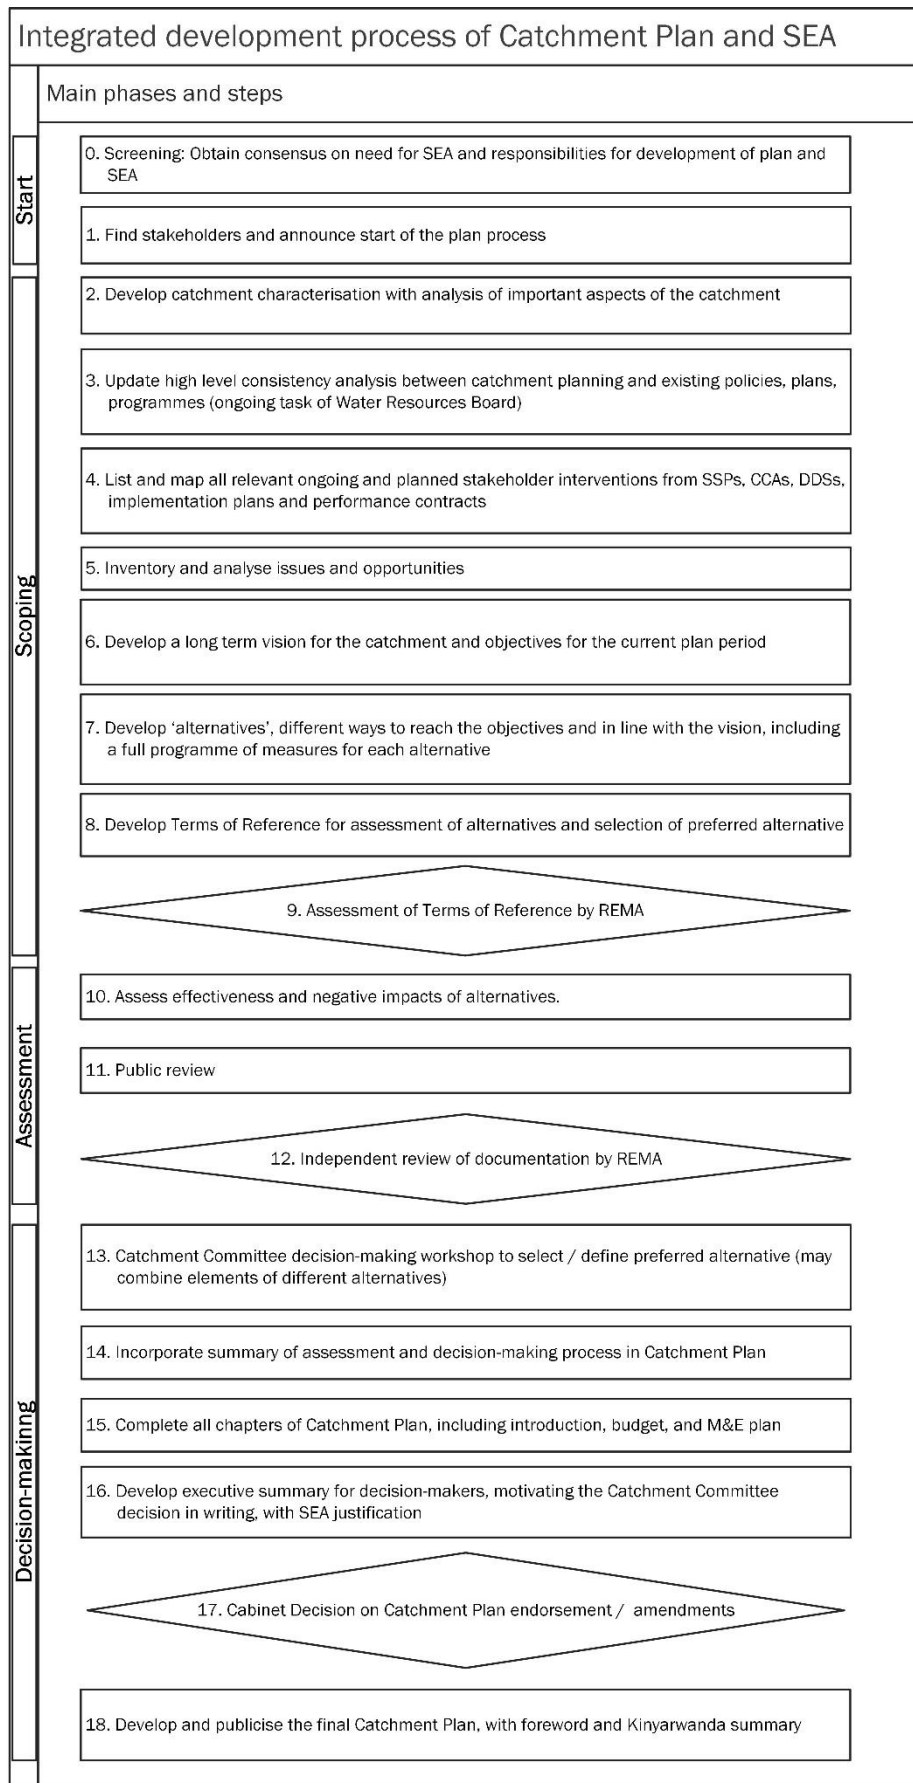 Integrated development process of Catchment Plan and SEA
Main phases and steps
Start
0. Screening: Obtain consensus on need for SEA and responsibilities for development of plan and
SEA
1. Find stakeholders and announce start of the plan process
Scoping
2. Develop catchment characterisation with analysis of important aspects of the catchment
3. Update high level consistency analysis between catchment planning and existing policies, plans,
programmes (ongoing task of Water Resources Board)
4. List and map all relevant ongoing and planned stakeholder interventions from SSPs, CCAs, DDSs,
implementation plans and performance contracts
5. Inventory and analyse issues and opportunities
6. Develop a long term vision for the catchment and objectives for the current plan period
7. Develop ‘alternatives’, different ways to reach the objectives and in line with the vision, including
a full programme of measures for each alternative
8. Develop Terms of Reference for assessment of alternatives and selection of preferred alternative
9. Assessment of Terms of Reference by REMA
Assessment
10. Assess effectiveness and negative impacts of alternatives.
11. Public review
12. Independent review of documentation by REMA
Decision-making
13. Catchment Committee decision-making workshop to select / define preferred alternative (may
combine elements of different alternatives)
14. Incorporate summary of assessment and decision-making process in Catchment Plan
15. Complete all chapters of Catchment Plan, including introduction, budget, and M&E plan
16. Develop executive summary for decision-makers, motivating the Catchment Committee
decision in writing, with SEA justification
17. Cabinet Decision on Catchment Plan endorsement / amendments
18. Develop and publicise the final Catchment Plan, with foreword and Kinyarwanda summary